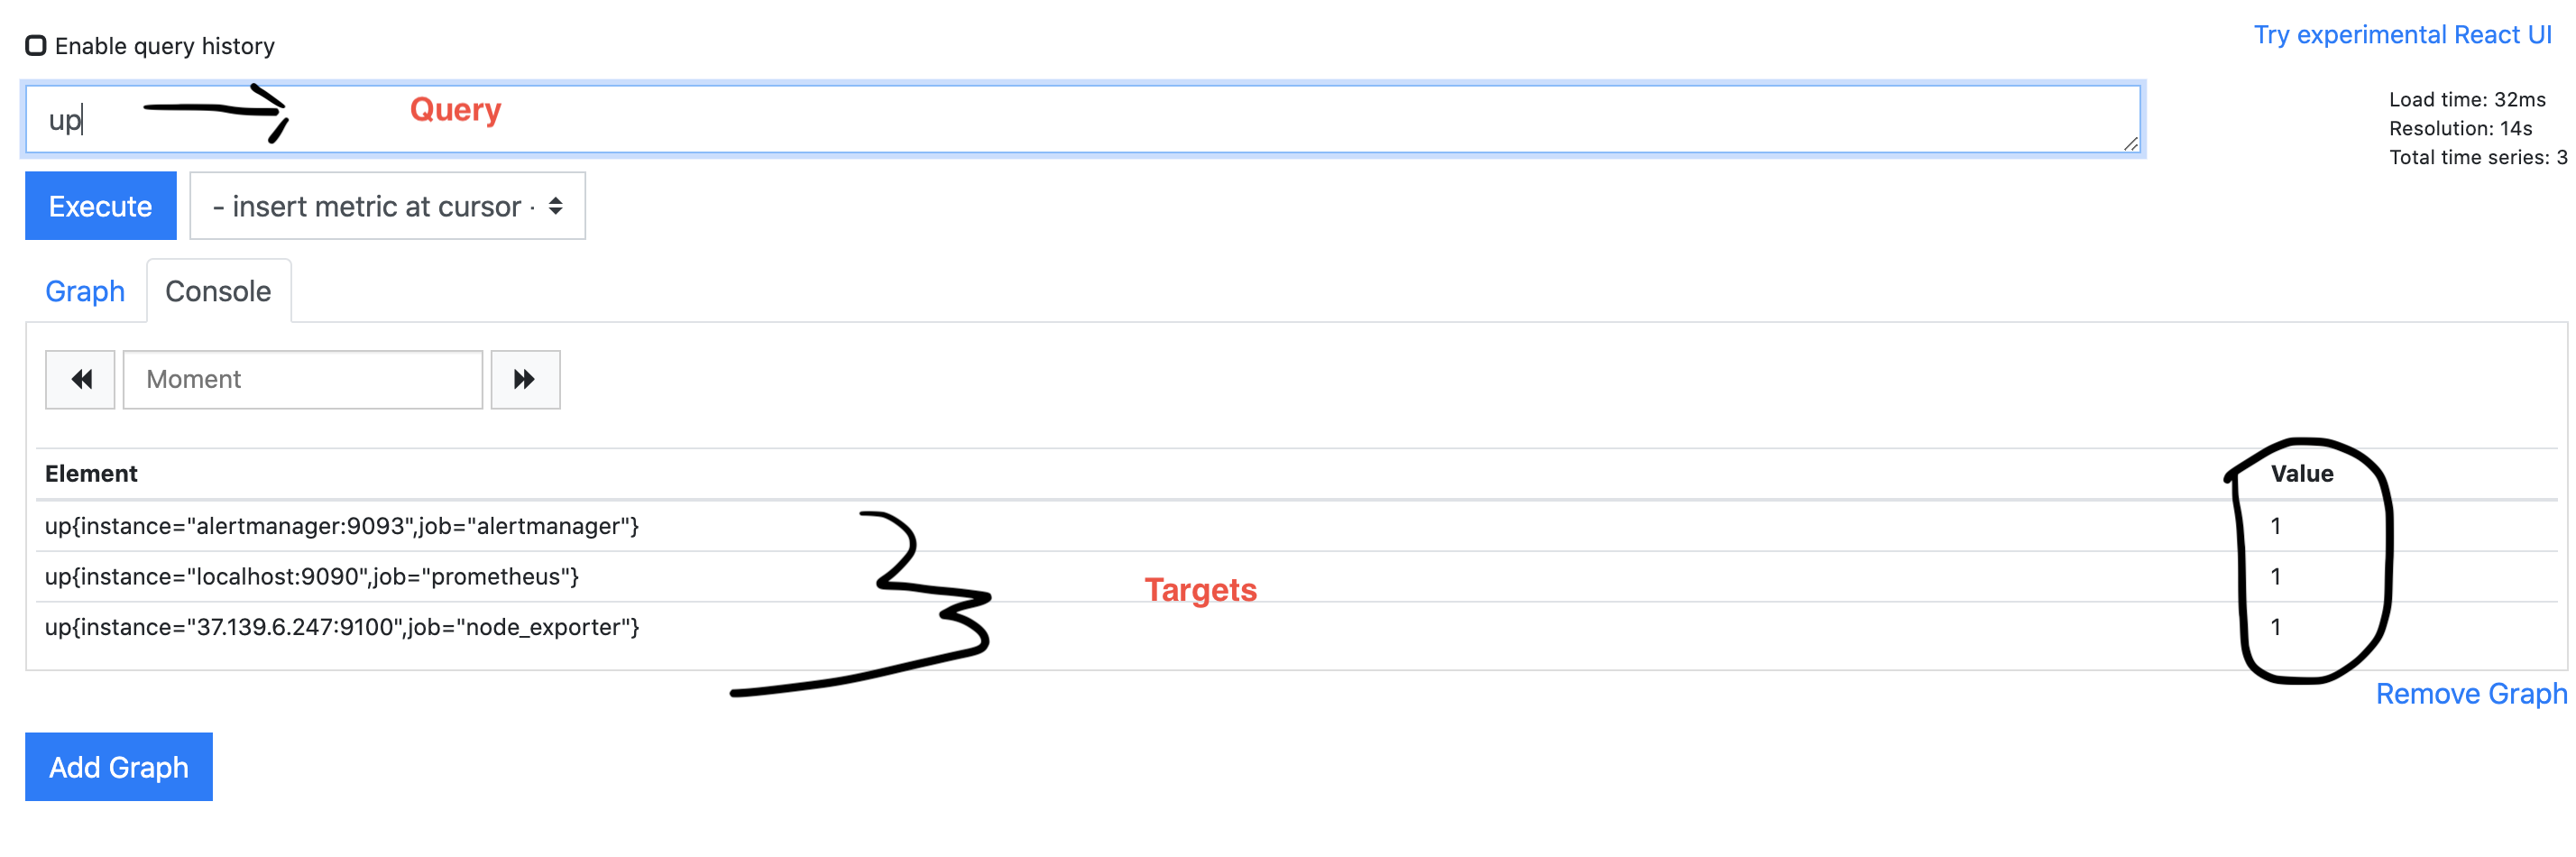 Enable query history
Try experimental React UI
up
Query
Load time: 32ms
Resolution: 14s
Total time series: 3
Execute
- insert metric at cursor -
Graph
Console
Moment
Element
Value
up{instance="alertmanager:9093",job="alertmanager"}
1
up{instance="localhost:9090",job="prometheus"}
1
Targets
up{instance="37.139.6.247:9100",job="node_exporter"}
1
Remove Graph
Add Graph